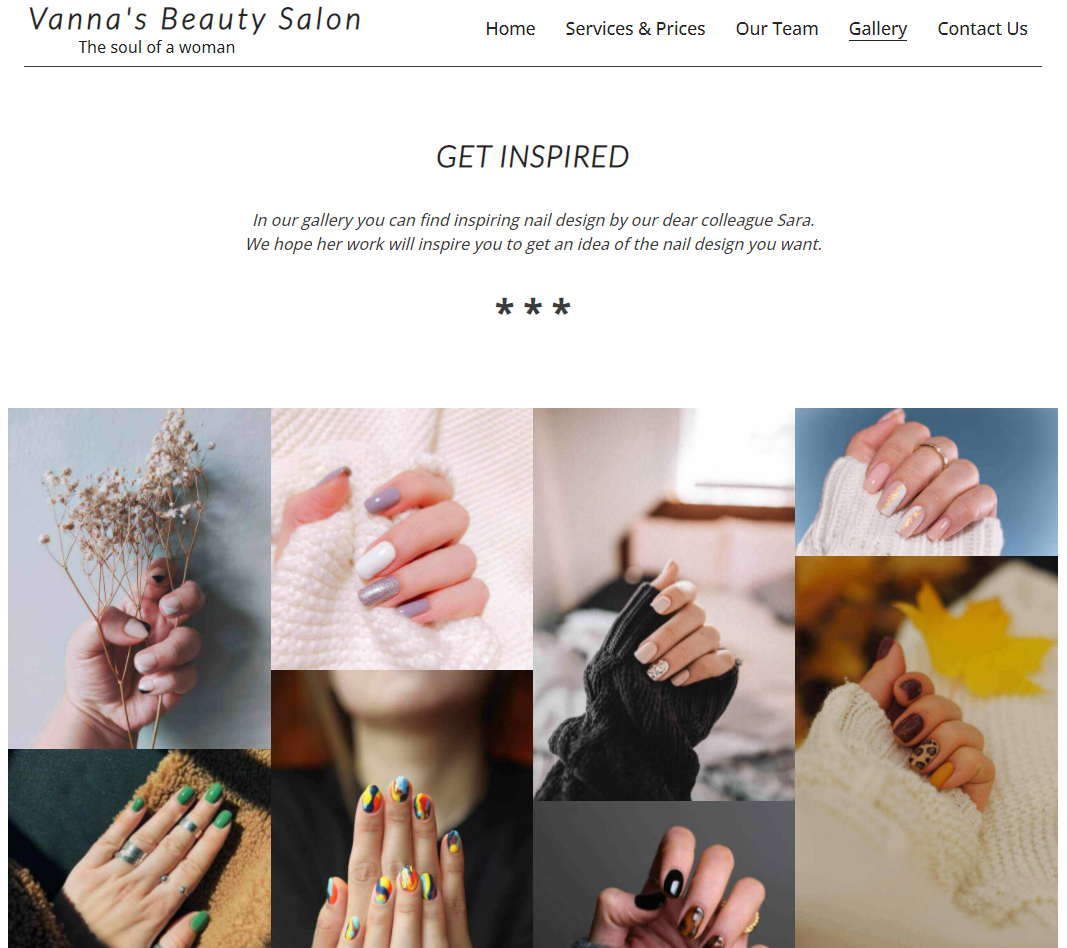 Vanna's Beauty Salon
The soul of a woman
Home Services & Prices Our Team Gallery Contact Us
GET INSPIRED
In our gallery you can find inspiring nail design by our dear colleague Sara.
We hope her work will inspire you to get an idea of the nail design you want.
* * *